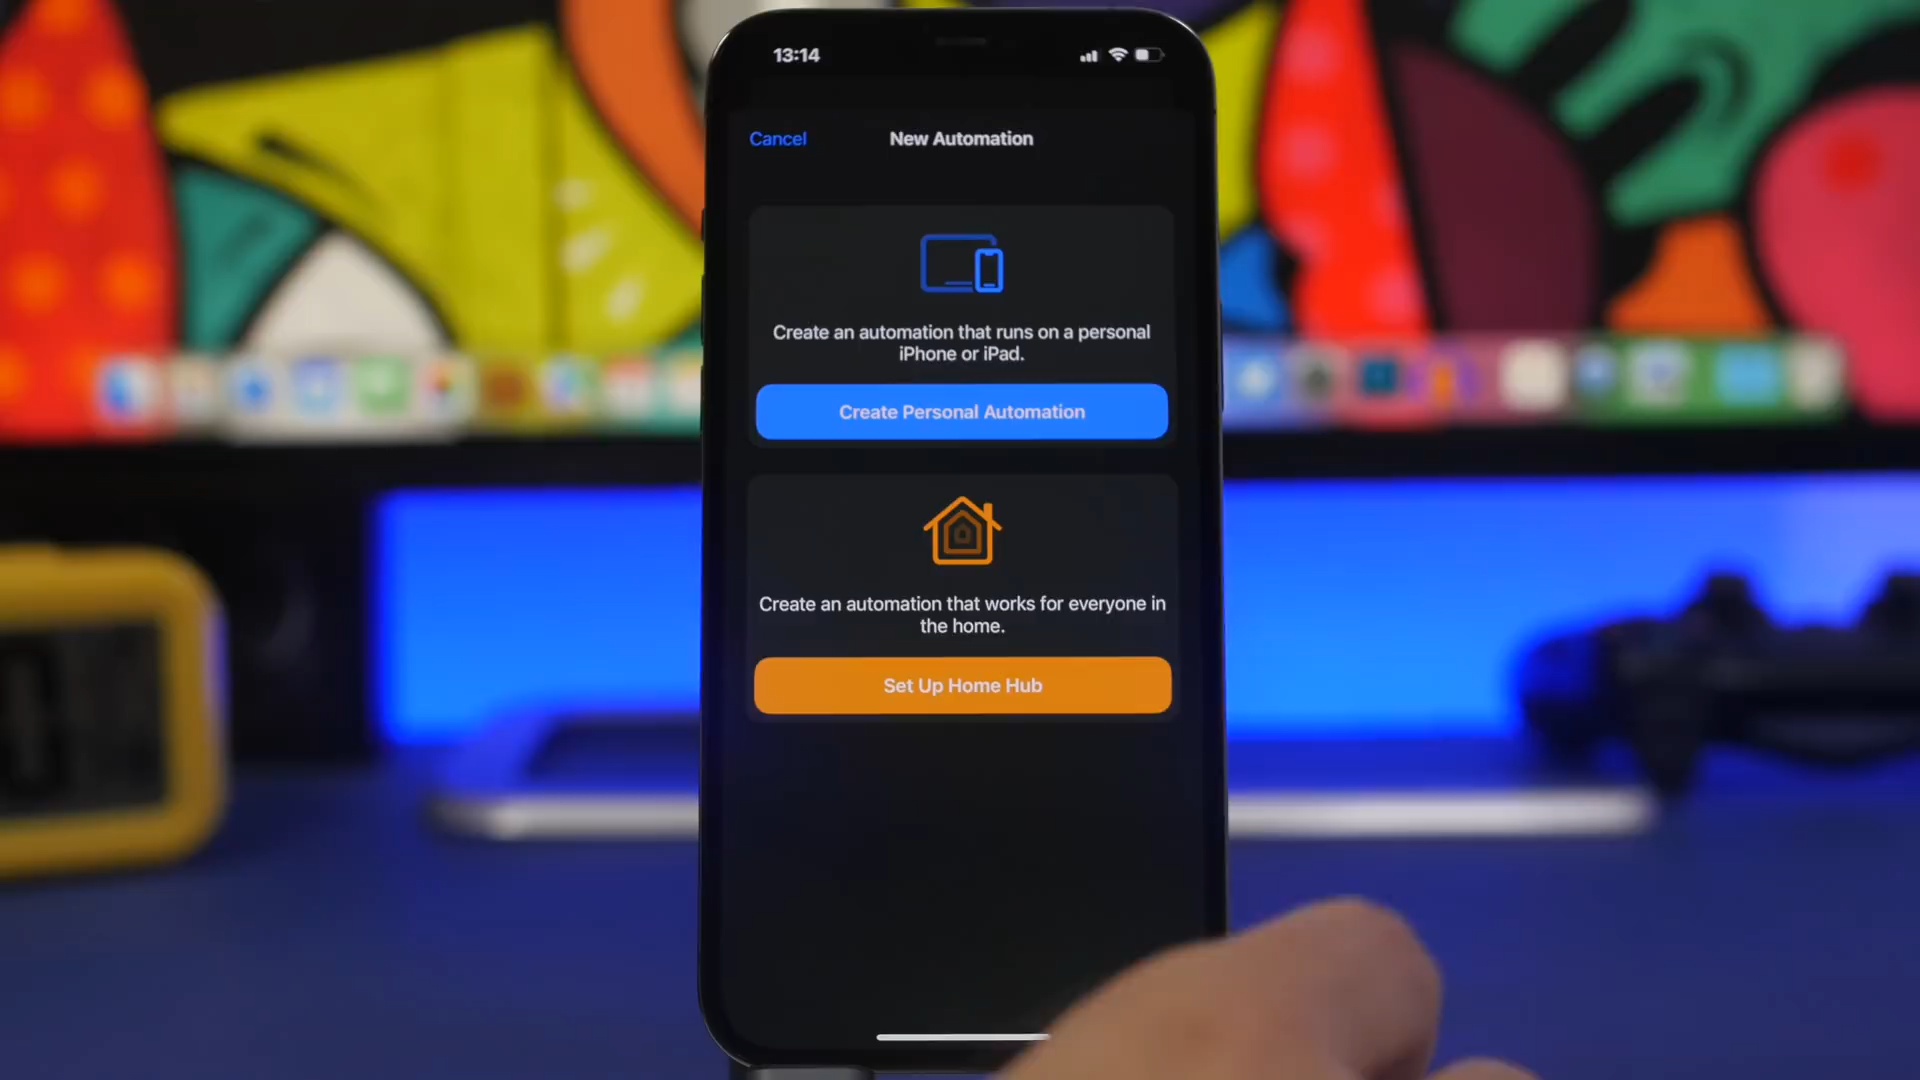 13:14
Cancel
New Automation
Create an automation that runs on a personal
iPhone or iPad.
Create Personal Automation
Create an automation that works for everyone in
the home.
Set Up Home Hub